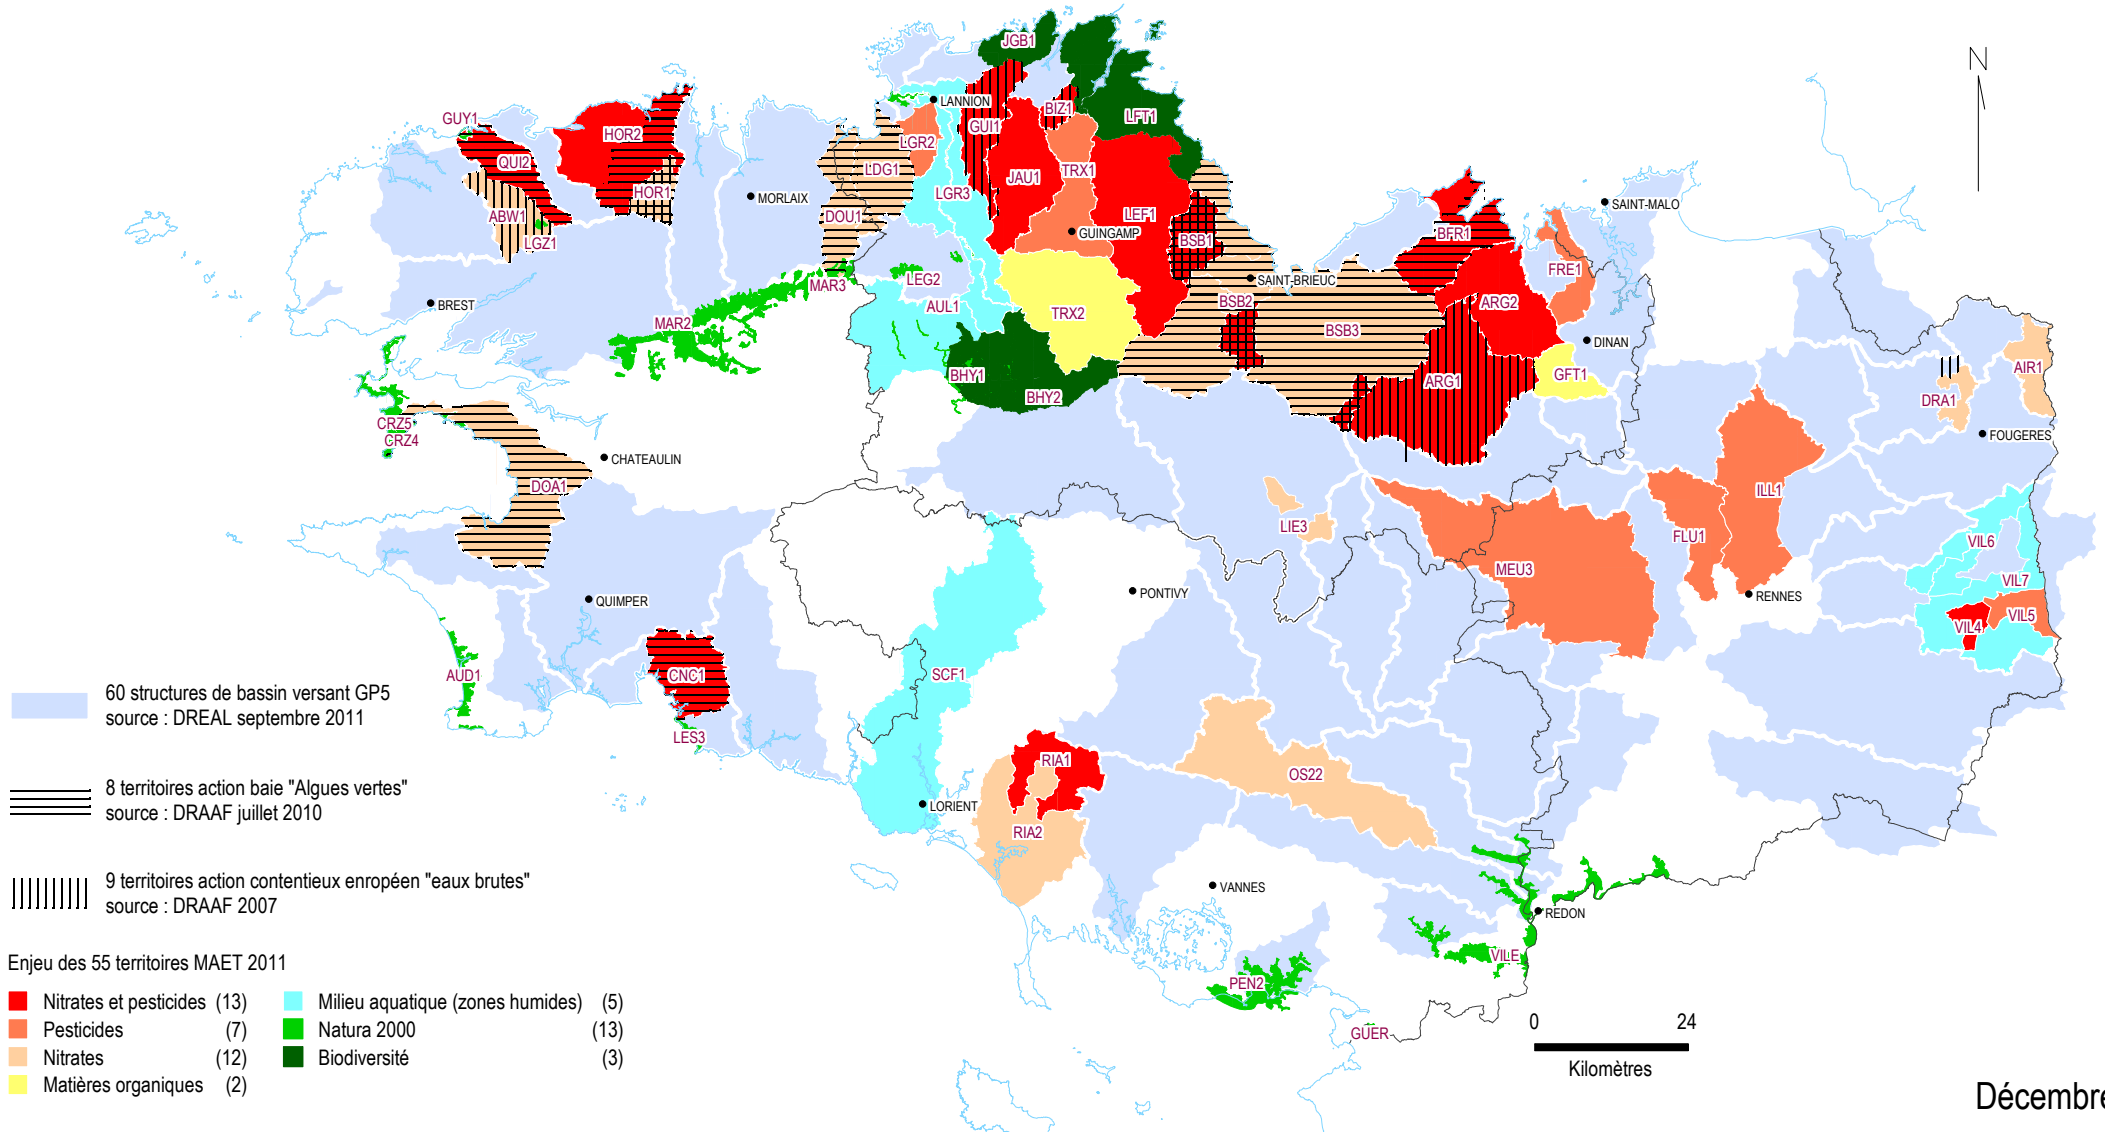 N
JGB1
LANNION
GUY1
HOR2
GUI1
BIZ1
LFT1
LGR2
QUI2
LDG1
TRX1
HOR1
MORLAIX
LGR3
JAU1
ABW1
DOU1
LEF1
SAINT-MALO
LGZ1
GUINGAMP
BSB1
BFR1
FRE1
MAR3
LEG2
SAINT-BRIEUC
BREST
AUL1
BSB2
ARG2
MAR2
TRX2
BSB3
DINAN
BHY1
ARG1
GFT1
AIR1
BHY2
DRA1
CRZ5
CRZ4
FOUGERES
CHATEAULIN
DOA1
ILL1
LIE3
FLU1
VIL6
MEU3
VIL7
QUIMPER
PONTIVY
RENNES
VIL5
VIL4
AUD1
CNC1
SCF1
LES3
RIA1
OS22
LORIENT
RIA2
VANNES
REDON
VILE
PEN2
GUER
60 structures de bassin versant GP5
source : DREAL septembre 2011
8 territoires action baie "Algues vertes"
source : DRAAF juillet 2010
9 territoires action contentieux enropéen "eaux brutes"
source : DRAAF 2007
Enjeu des 55 territoires MAET 2011
Nitrates et pesticides (13)
Pesticides (7)
Nitrates (12)
Matières organiques (2)
Milieu aquatique (zones humides) (5)
Natura 2000 (13)
Biodiversité (3)
0 24
Kilomètres
Décembre